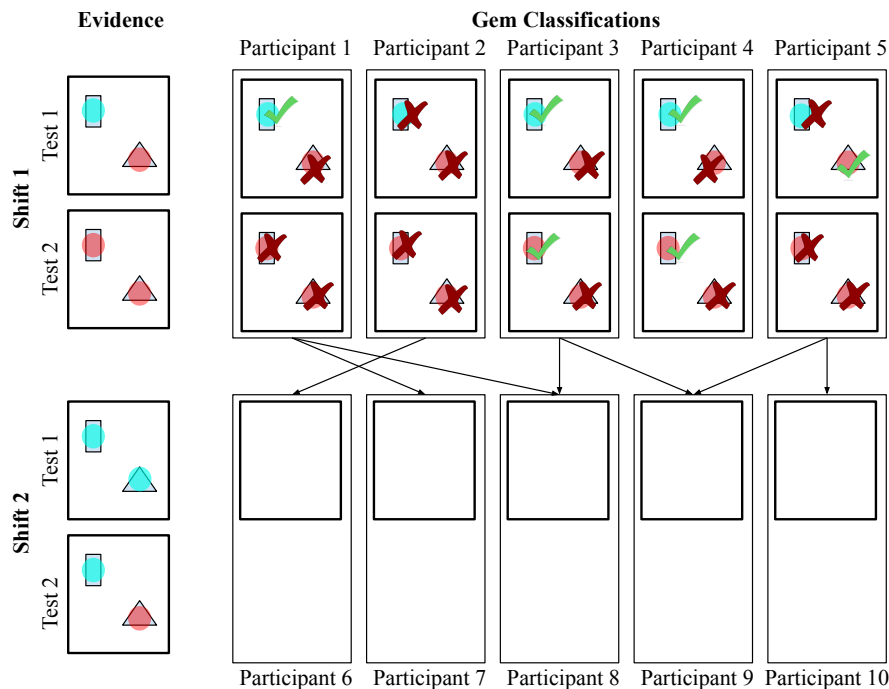 Evidence
Gem Classifications
Participant 1
Participant 2
Participant 3
Participant 4
Participant 5
Shift 1
Test 1
Test 2
Shift 2
Test 1
Test 2
Participant 6
Participant 7
Participant 8
Participant 9
Participant 10